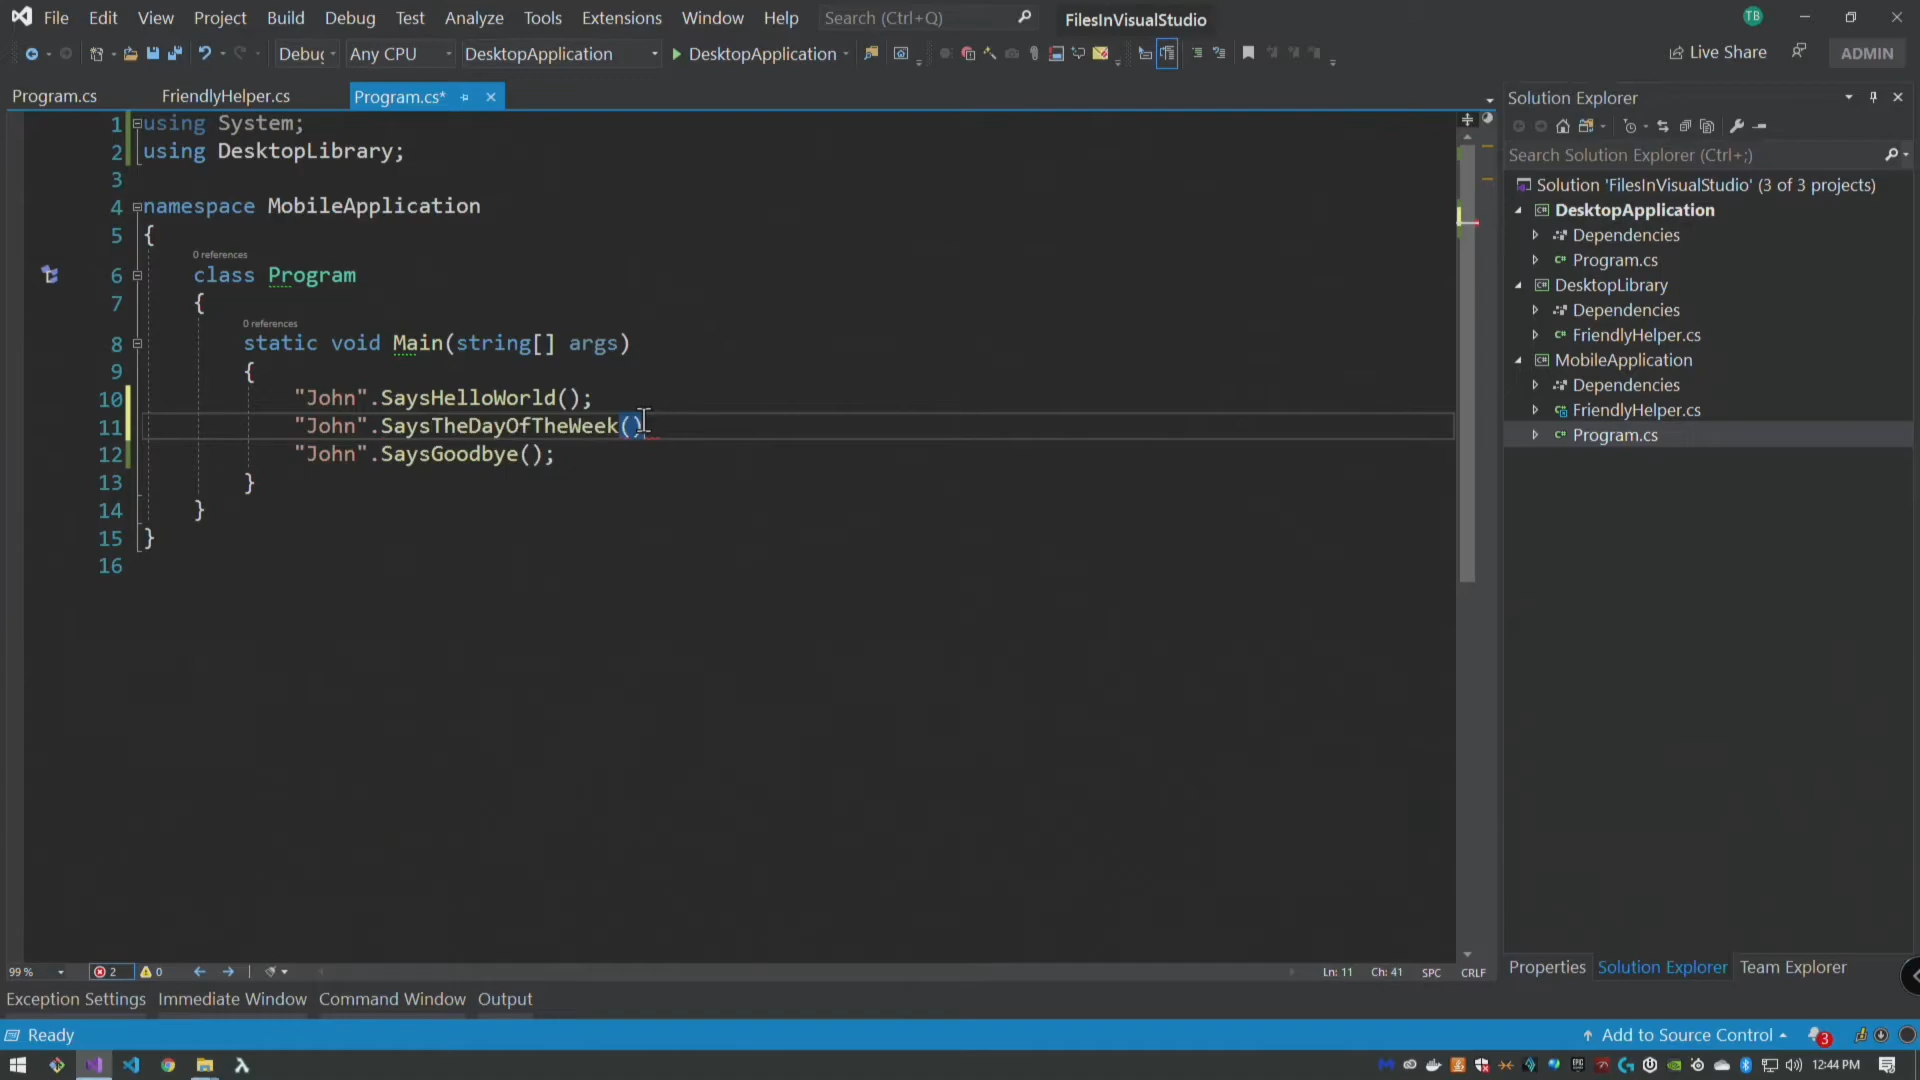 File Edit View Project Build Debug Test Analyze Tools Extensions Window Help Search (Ctrl+Q) FilesInVisualStudio TB
Debug Any CPU DesktopApplication DesktopApplication Live Share ADMIN
Program.cs FriendlyHelper.cs Program.cs*
1 using System;
2 using DesktopLibrary;
3
4 namespace MobileApplication
5 {
0 references
6 class Program
7 {
0 references
8 static void Main(string[] args)
9 {
10 "John".SaysHelloWorld();
11 "John".SaysTheDayOfTheWeek()
12 "John".SaysGoodbye();
13 }
14 }
15 }
16
Solution Explorer
Search Solution Explorer (Ctrl+;)
Solution 'FilesInVisualStudio' (3 of 3 projects)
DesktopApplication
Dependencies
Program.cs
DesktopLibrary
Dependencies
FriendlyHelper.cs
MobileApplication
Dependencies
FriendlyHelper.cs
Program.cs
Properties Solution Explorer Team Explorer
99 % 2 0 Ln: 11 Ch: 41 SPC CRLF
Exception Settings Immediate Window Command Window Output
Ready Add to Source Control 3
12:44 PM